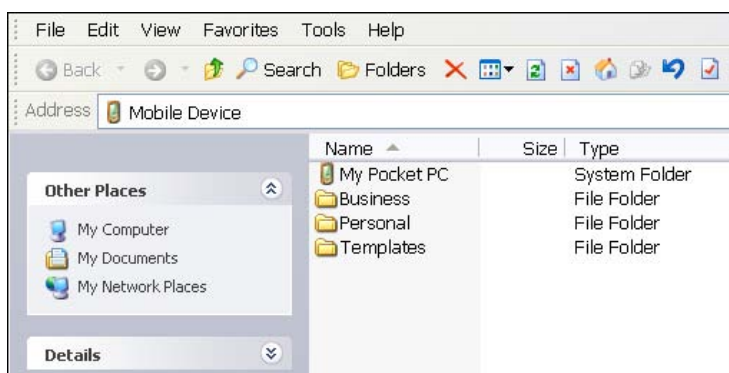 File Edit View Favorites Tools Help
Back Search Folders
Address Mobile Device
Name Size Type
My Pocket PC System Folder
Business File Folder
Personal File Folder
Templates File Folder
Other Places
My Computer
My Documents
My Network Places
Details